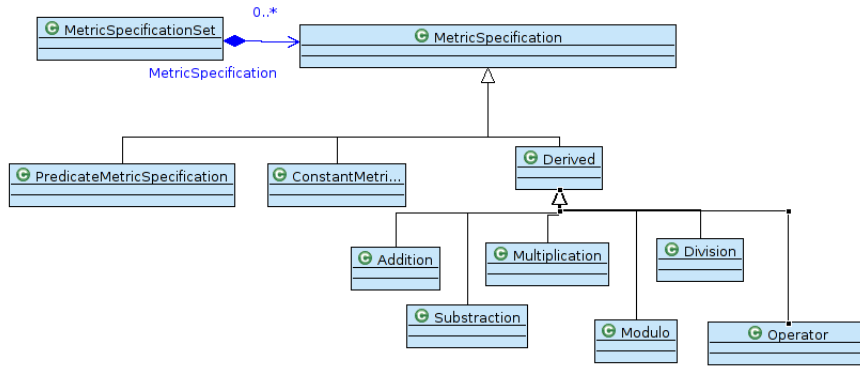 0..*
MetricSpecificationSet
MetricSpecification
MetricSpecification
PredicateMetricSpecification
ConstantMetri...
Derived
Addition
Multiplication
Division
Substraction
Modulo
Operator